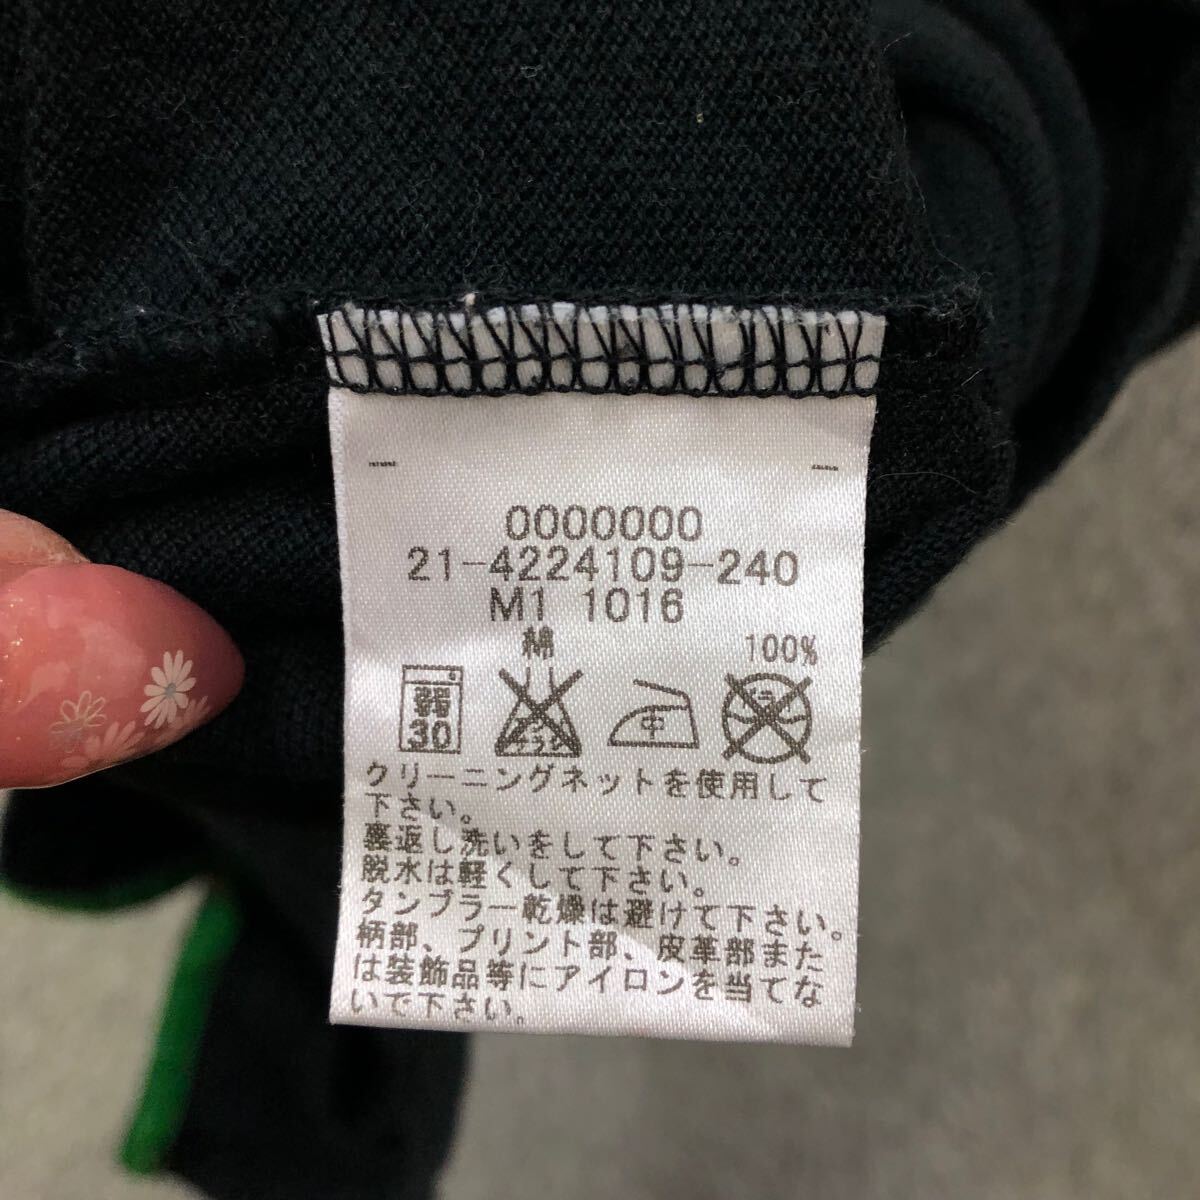 0000000
21-4224109-240
M1 1016
綿 100%
30 中
クリーニングネットを使用して
下さい。
裏返し洗いをして下さい。
脱水は軽くして下さい。
タンブラー乾燥は避けて下さい。
柄部、プリント部、皮革部また
は装飾品等にアイロンを当てな
いで下さい。